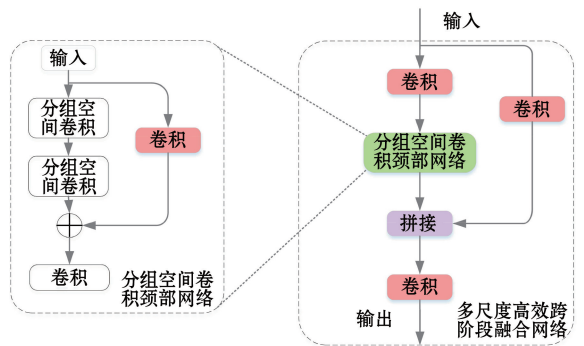 输入
分组空
间卷积
卷积
分组空
间卷积
卷积
分组空间卷
积颈部网络
输入
卷积
卷积
分组空间卷
积颈部网络
拼接
卷积
输出
多尺度高效跨
阶段融合网络